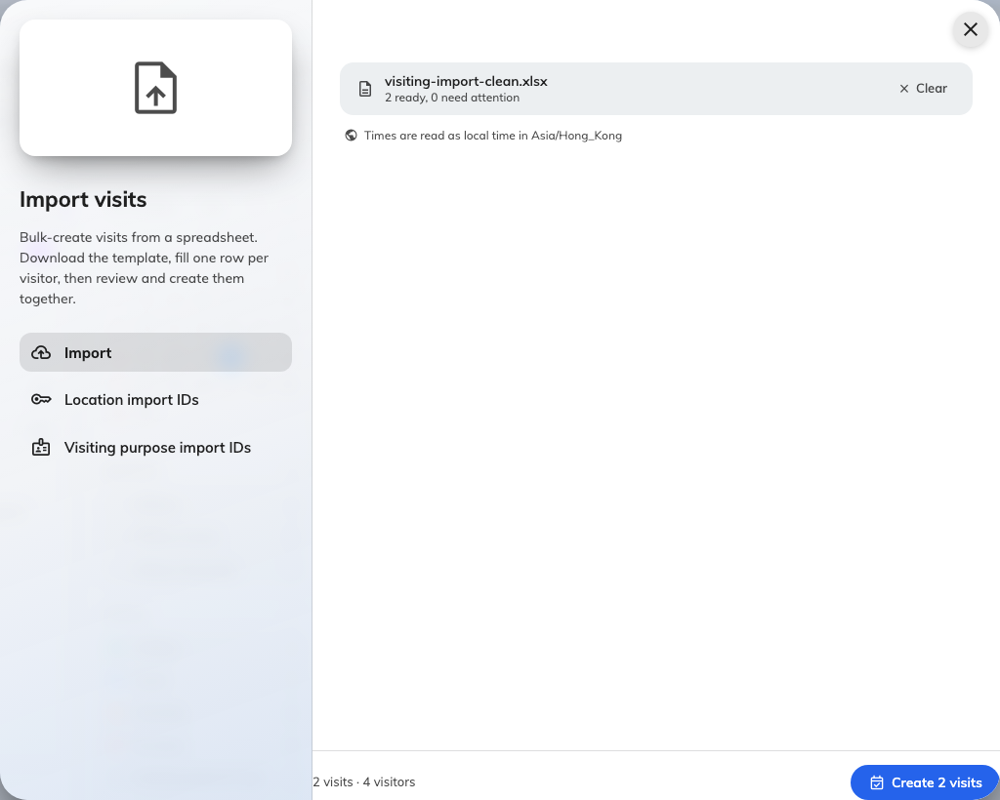 Import visits
Bulk-create visits from a spreadsheet.
Download the template, fill one row per
visitor, then review and create them
together.
Import
Location import IDs
Visiting purpose import IDs
visiting-import-clean.xlsx
2 ready, 0 need attention
Clear
Times are read as local time in Asia/Hong_Kong
2 visits · 4 visitors
Create 2 visits